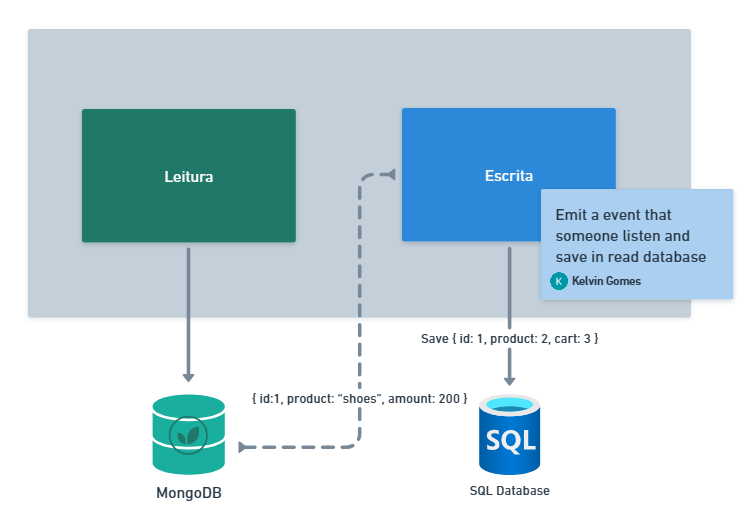 Leitura
Escrita
Emit a event that
someone listen and
save in read database
K
Kelvin Gomes
Save { id: 1, product: 2, cart: 3 }
{ id:1, product: “shoes”, amount: 200 }
SQL
MongoDB
SQL Database